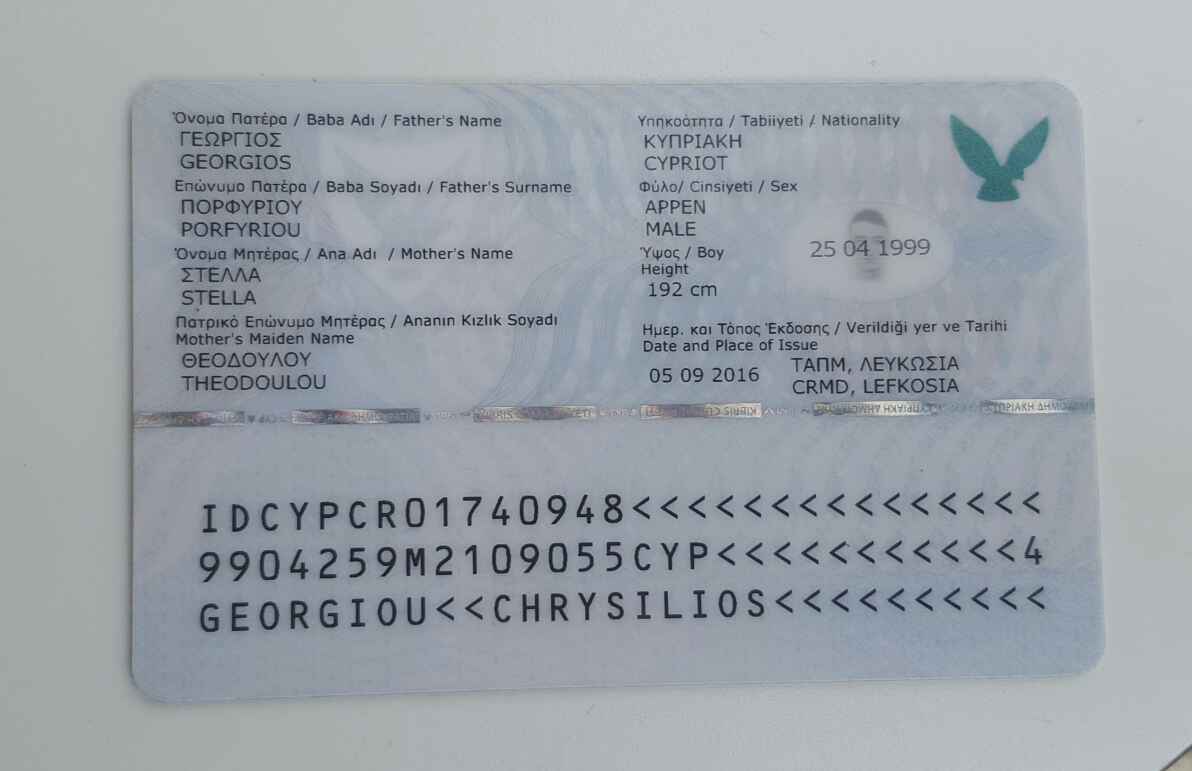 Όνομα Πατέρα / Baba Adı / Father's Name
ΓΕΩΡΓΙΟΣ
GEORGIOS
Επώνυμο Πατέρα / Baba Soyadı / Father's Surname
ΠΟΡΦΥΡΙΟΥ
PORFYRIOU
Όνομα Μητέρας / Ana Adı / Mother's Name
ΣΤΕΛΛΑ
STELLA
Πατρικό Επώνυμο Μητέρας / Ananın Kızlık Soyadı
Mother's Maiden Name
ΘΕΟΔΟΥΛΟΥ
THEODOULOU
Υπηκοότητα / Tabiiyeti / Nationality
ΚΥΠΡΙΑΚΗ
CYPRIOT
Φύλο/ Cinsiyeti / Sex
ΑΡΡΕΝ
MALE
Ύψος / Boy
Height
192 cm
25 04 1999
Ημερ. και Τόπος Έκδοσης / Verildiği yer ve Tarihi
Date and Place of Issue
05 09 2016
ΤΑΠΜ, ΛΕΥΚΩΣΙΑ
CRMD, LEFKOSIA
IDCYPCR01740948<<<<<<<<<<<<<<<
9904259M2109055CYP<<<<<<<<<<<4
GEORGIOU<<CHRYSILIOS<<<<<<<<<<